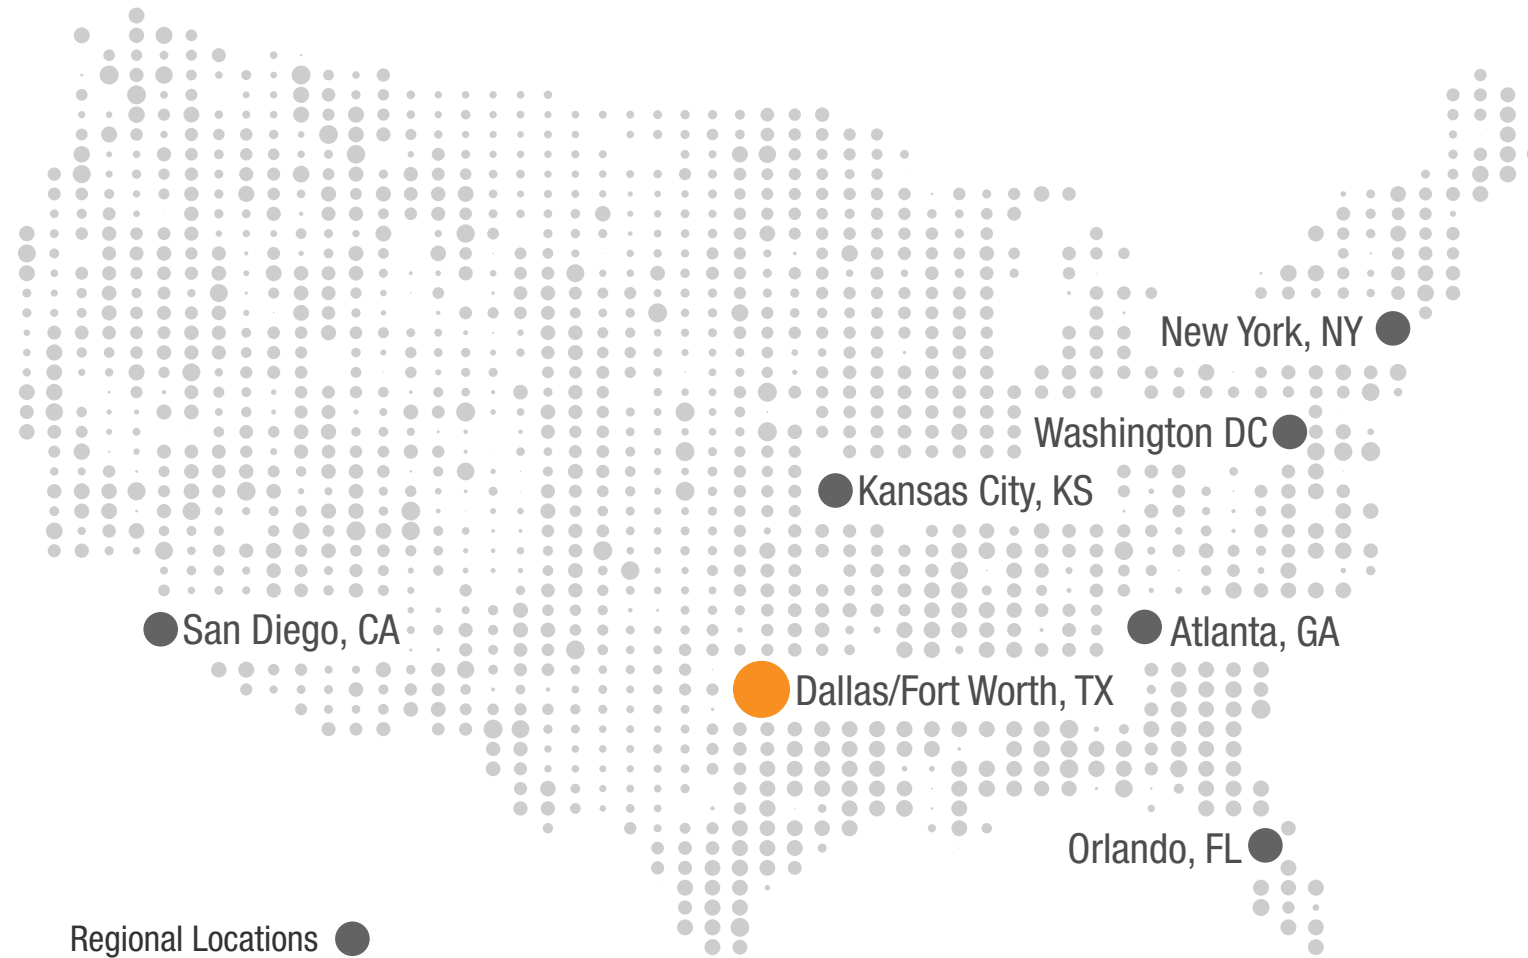 New York, NY
Washington DC
Kansas City, KS
San Diego, CA
Atlanta, GA
Dallas/Fort Worth, TX
Orlando, FL
Regional Locations